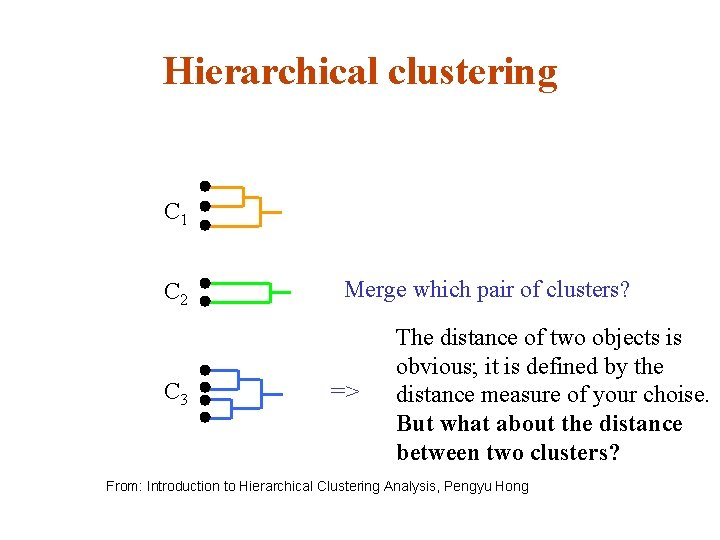 Hierarchical clustering
C1
C2
Merge which pair of clusters?
C3
=>
The distance of two objects is
obvious; it is defined by the
distance measure of your choise.
But what about the distance
between two clusters?
From: Introduction to Hierarchical Clustering Analysis, Pengyu Hong